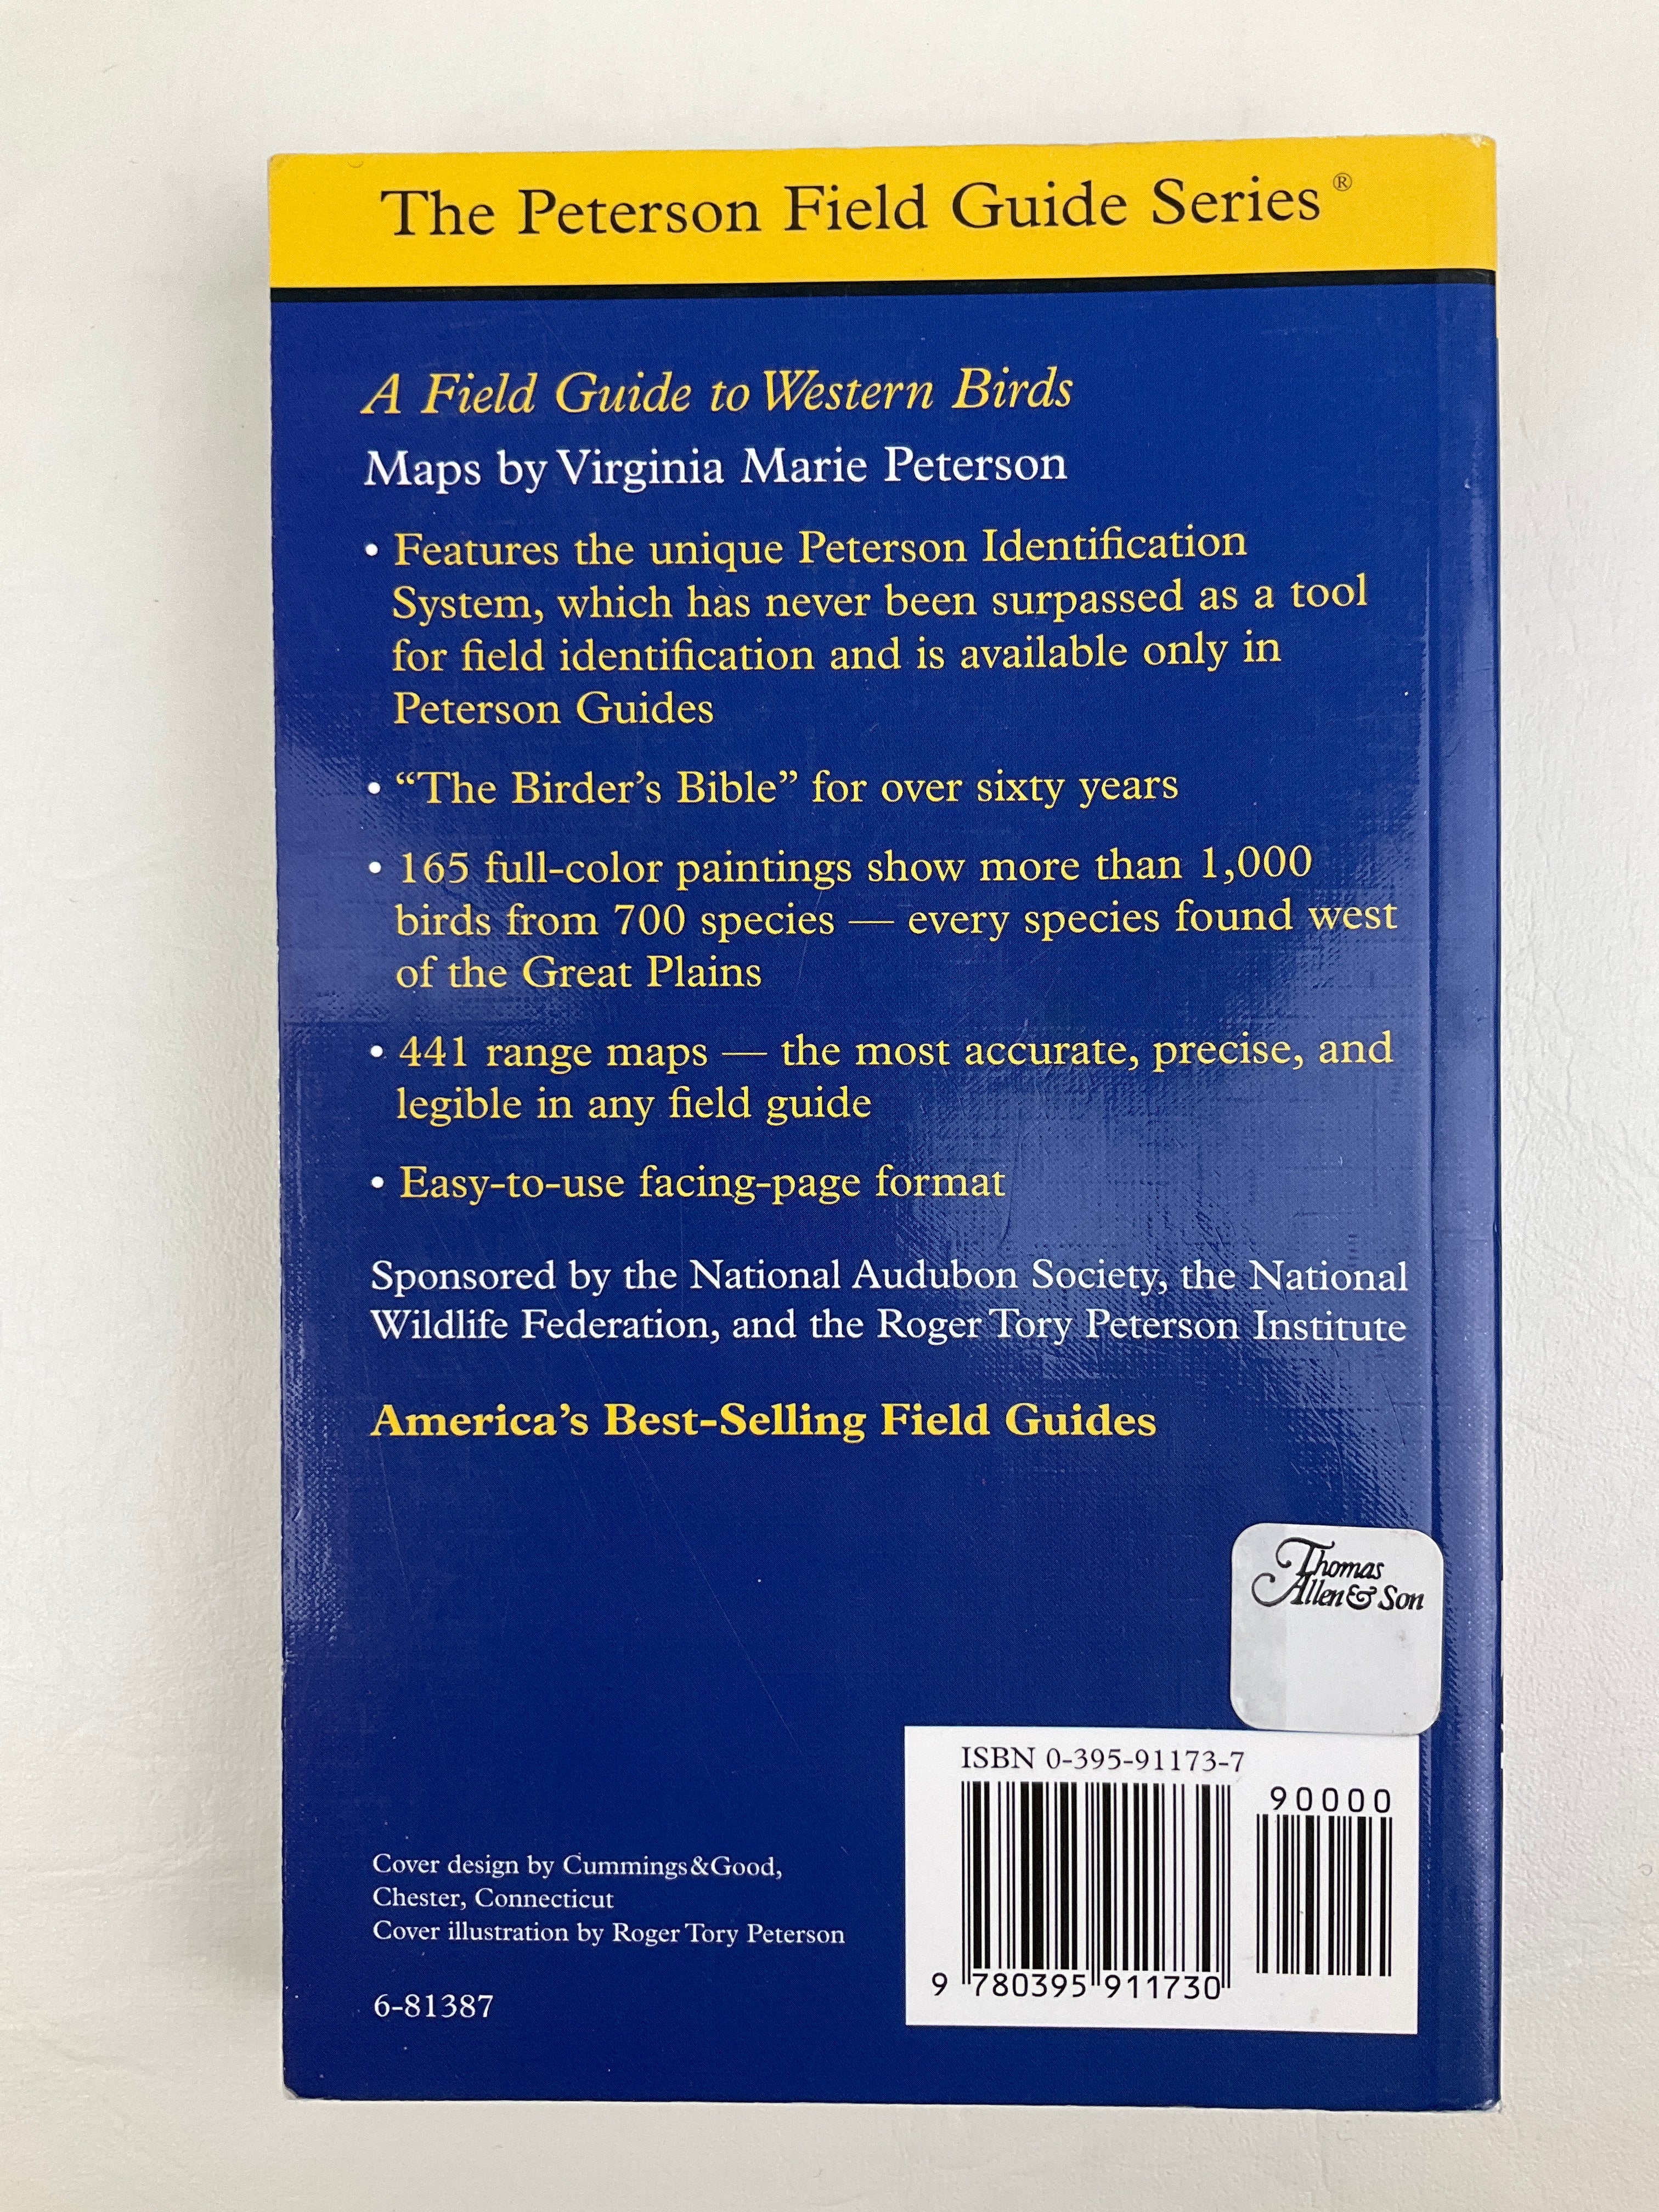 The Peterson Field Guide Series®
A Field Guide to Western Birds
Maps by Virginia Marie Peterson
• Features the unique Peterson Identification
System, which has never been surpassed as a tool
for field identification and is available only in
Peterson Guides
• “The Birder’s Bible” for over sixty years
• 165 full-color paintings show more than 1,000
birds from 700 species — every species found west
of the Great Plains
• 441 range maps — the most accurate, precise, and
legible in any field guide
• Easy-to-use facing-page format
Sponsored by the National Audubon Society, the National
Wildlife Federation, and the Roger Tory Peterson Institute
America’s Best-Selling Field Guides
Thomas
Allen & Son
ISBN 0-395-91173-7
90000
9 780395 911730
Cover design by Cummings & Good,
Chester, Connecticut
Cover illustration by Roger Tory Peterson
6-81387